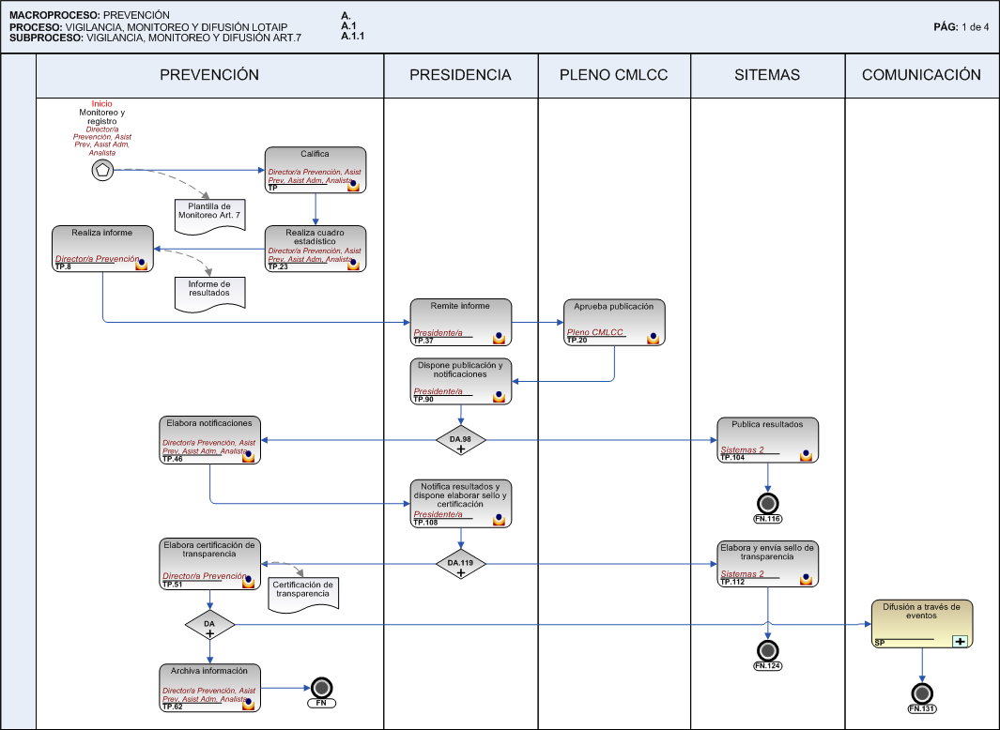 MACROPROCESO: PREVENCIÓN
A.
PROCESO: VIGILANCIA, MONITOREO Y DIFUSIÓN LOTAIP
A.1
SUBPROCESO: VIGILANCIA, MONITOREO Y DIFUSIÓN ART.7
A.1.1
PÁG: 1 de 4
PREVENCIÓN
PRESIDENCIA
PLENO CMLCC
SITEMAS
COMUNICACIÓN
Inicio
Monitoreo y
registro
Director/a
Prevención, Asist
Prev, Asist Adm,
Analista
Califica
Director/a Prevención, Asist
Prev, Asist Adm, Analista
TP
Plantilla de
Monitoreo Art. 7
Realiza informe
Director/a Prevención
TP.8
Realiza cuadro
estadístico
Director/a Prevención, Asist
Prev, Asist Adm, Analista
TP.23
Informe de
resultados
Remite informe
Presidente/a
TP.37
Aprueba publicación
Pleno CMLCC
TP.20
Dispone publicación y
notificaciones
Presidente/a
TP.90
Elabora notificaciones
Director/a Prevención, Asist
Prev, Asist Adm, Analista
TP.46
DA.98
Publica resultados
Sistemas 2
TP.104
FN.116
Notifica resultados y
dispone elaborar sello y
certificación
Presidente/a
TP.108
Elabora certificación de
transparencia
Director/a Prevención
TP.51
DA.119
Elabora y envía sello de
transparencia
Sistemas 2
TP.112
Certificación de
transparencia
DA
Difusión a través de
eventos
SP
FN.124
Archiva información
Director/a Prevención, Asist
Prev, Asist Adm, Analista
TP.62
FN
FN.131